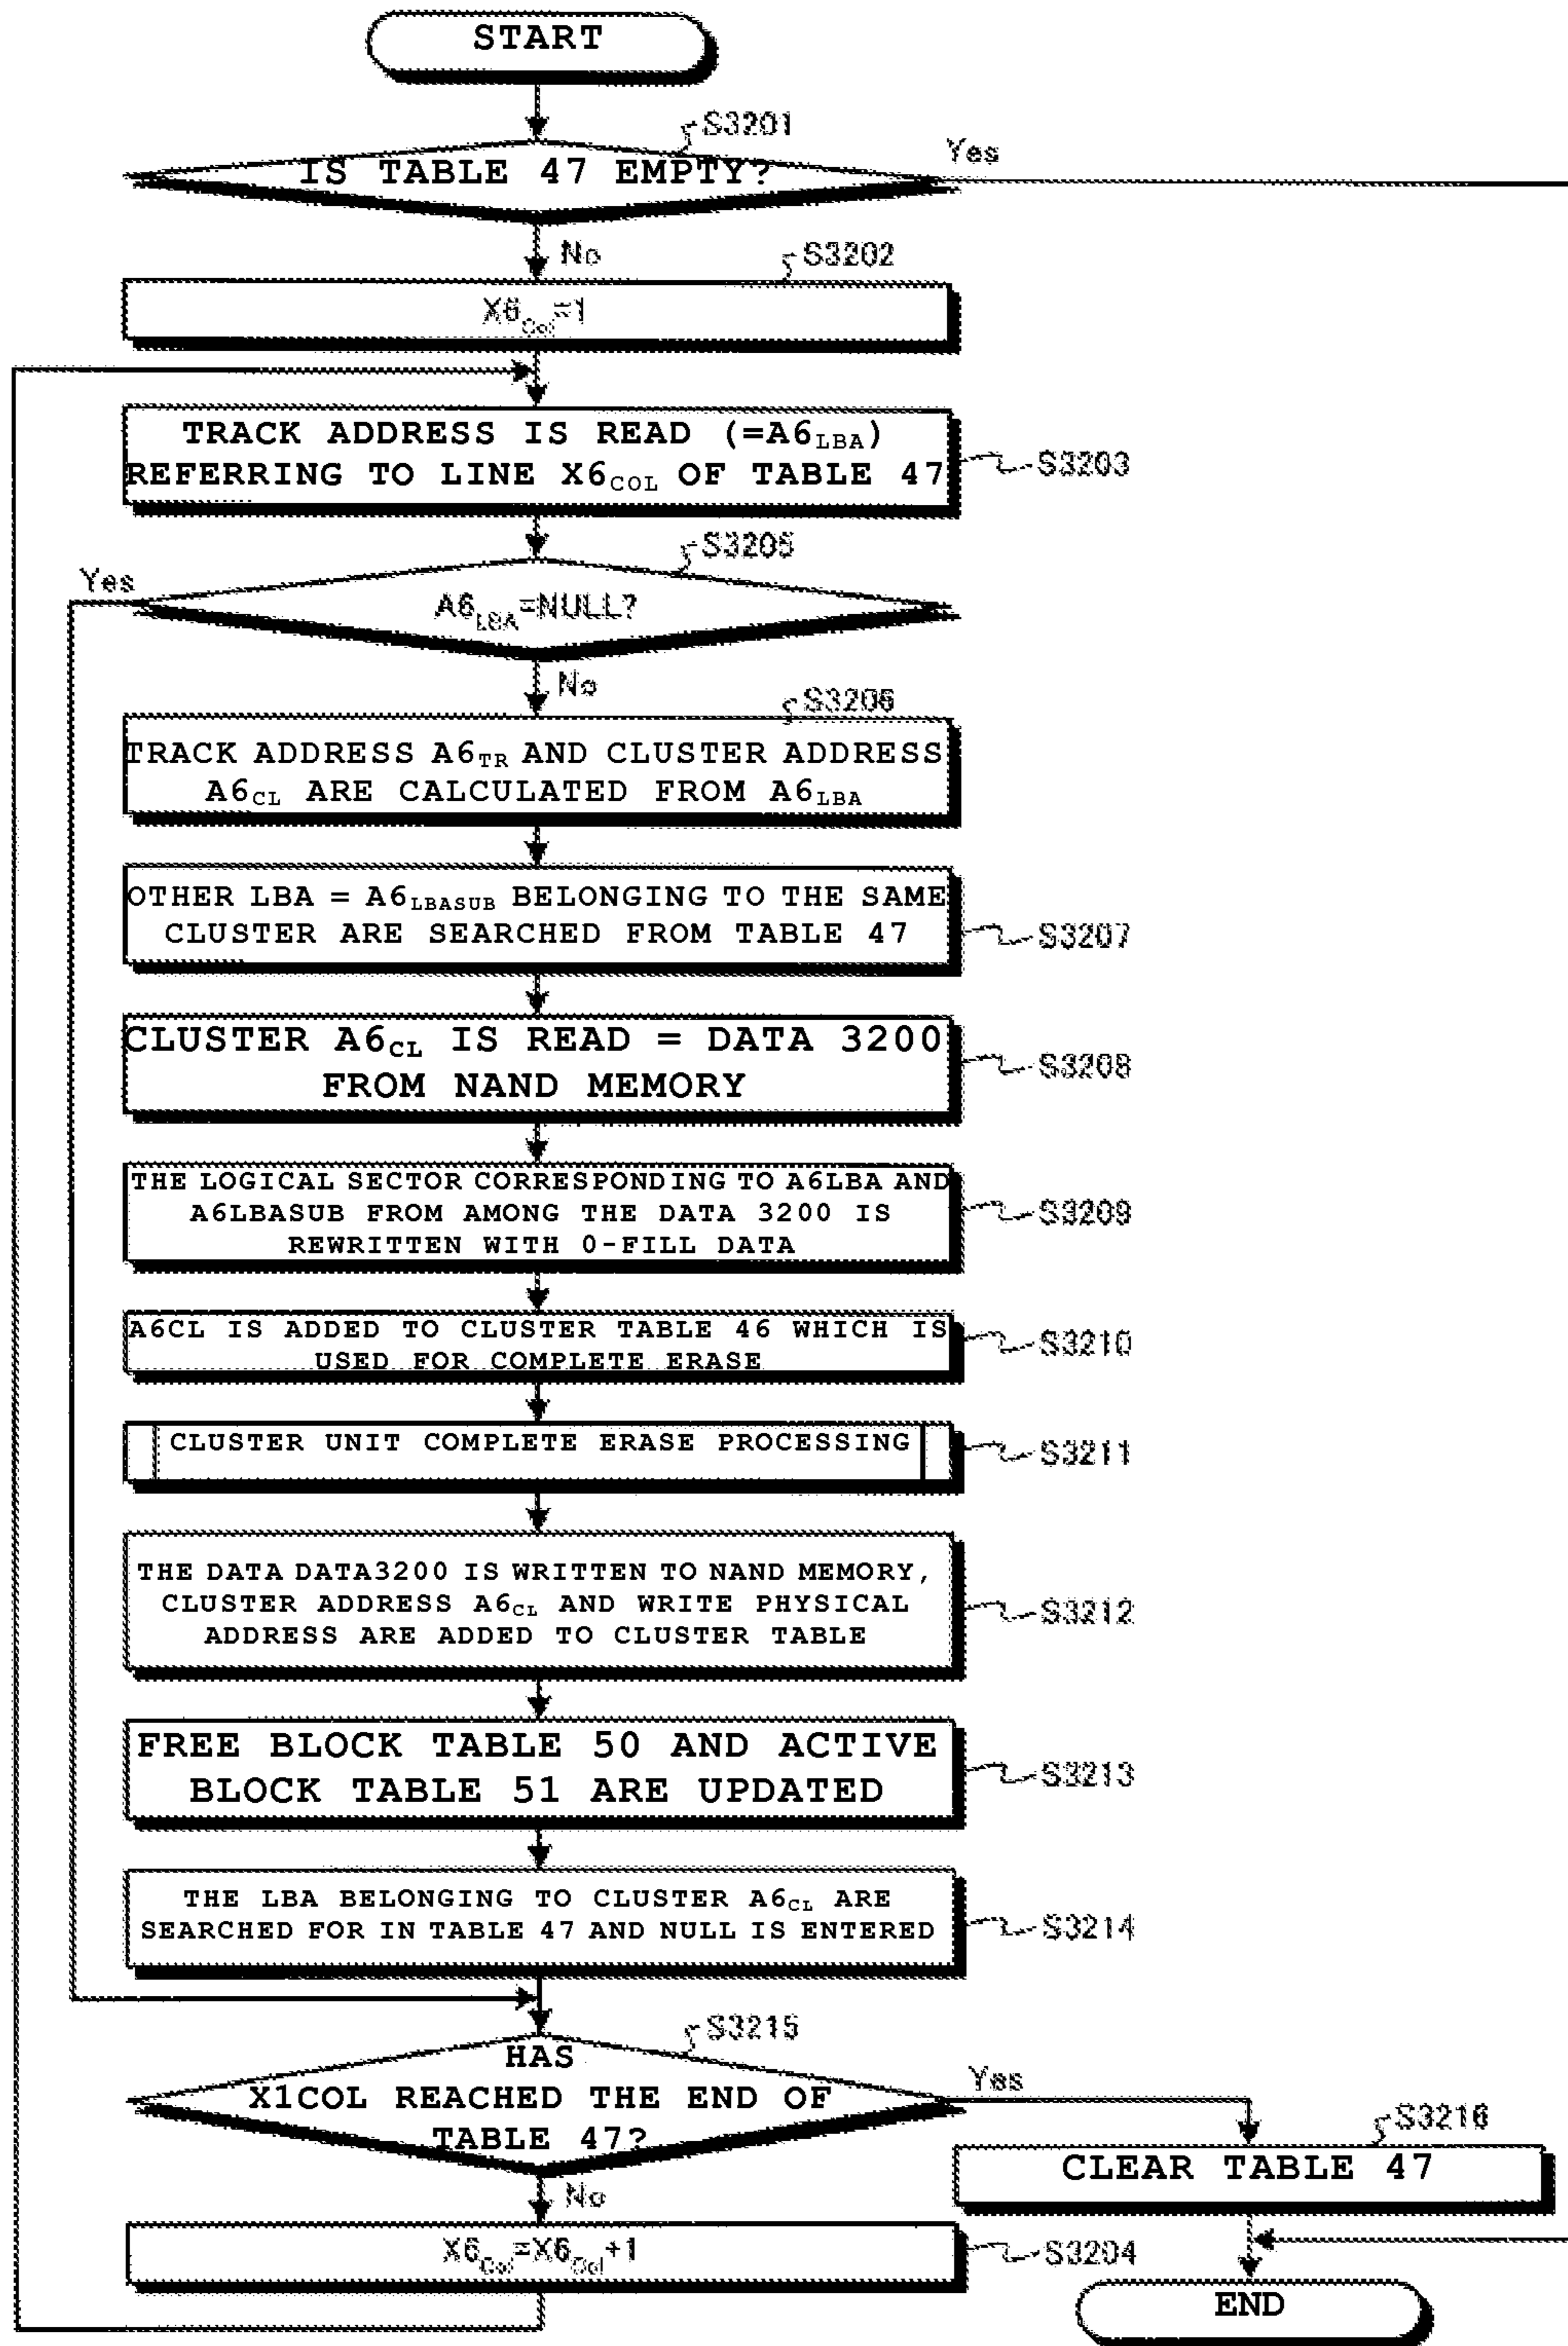 START
S3201
IS TABLE 47 EMPTY?
Yes
No
S3202
X6Col=1
TRACK ADDRESS IS READ (=A6LBA)
REFERRING TO LINE X6COL OF TABLE 47
S3203
S3205
Yes
A6LBA=NULL?
No
S3206
TRACK ADDRESS A6TR AND CLUSTER ADDRESS
A6CL ARE CALCULATED FROM A6LBA
OTHER LBA = A6LBASUB BELONGING TO THE SAME
CLUSTER ARE SEARCHED FROM TABLE 47
S3207
CLUSTER A6CL IS READ = DATA 3200
FROM NAND MEMORY
S3208
THE LOGICAL SECTOR CORRESPONDING TO A6LBA AND
A6LBASUB FROM AMONG THE DATA 3200 IS
REWRITTEN WITH 0-FILL DATA
S3209
A6CL IS ADDED TO CLUSTER TABLE 46 WHICH IS
USED FOR COMPLETE ERASE
S3210
CLUSTER UNIT COMPLETE ERASE PROCESSING
S3211
THE DATA DATA3200 IS WRITTEN TO NAND MEMORY,
CLUSTER ADDRESS A6CL AND WRITE PHYSICAL
ADDRESS ARE ADDED TO CLUSTER TABLE
S3212
FREE BLOCK TABLE 50 AND ACTIVE
BLOCK TABLE 51 ARE UPDATED
S3213
THE LBA BELONGING TO CLUSTER A6CL ARE
SEARCHED FOR IN TABLE 47 AND NULL IS ENTERED
S3214
S3215
HAS
X1COL REACHED THE END OF
TABLE 47?
Yes
S3216
CLEAR TABLE 47
No
X6Col=X6Col+1
S3204
END